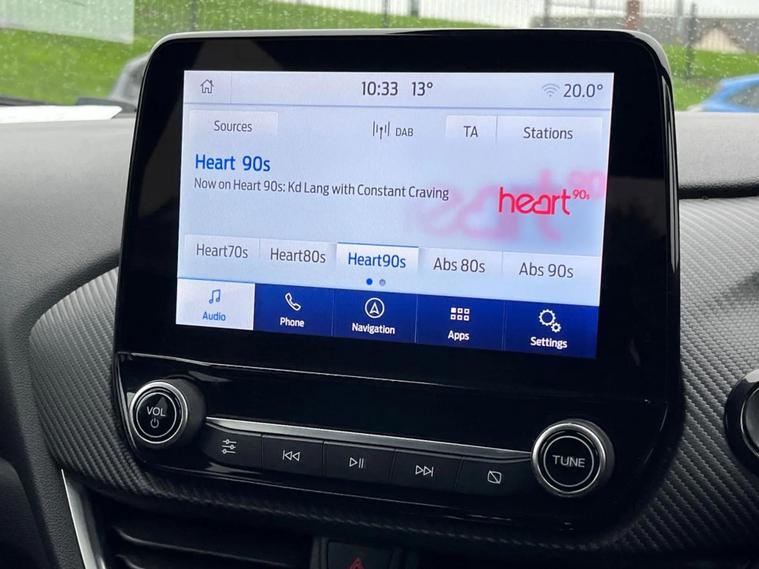 10:33 13° 20.0°
Sources DAB TA Stations
Heart 90s
Now on Heart 90s: Kd Lang with Constant Craving
heart 90s
Heart70s Heart80s Heart90s Abs 80s Abs 90s
Audio Phone Navigation Apps Settings
VOL
TUNE